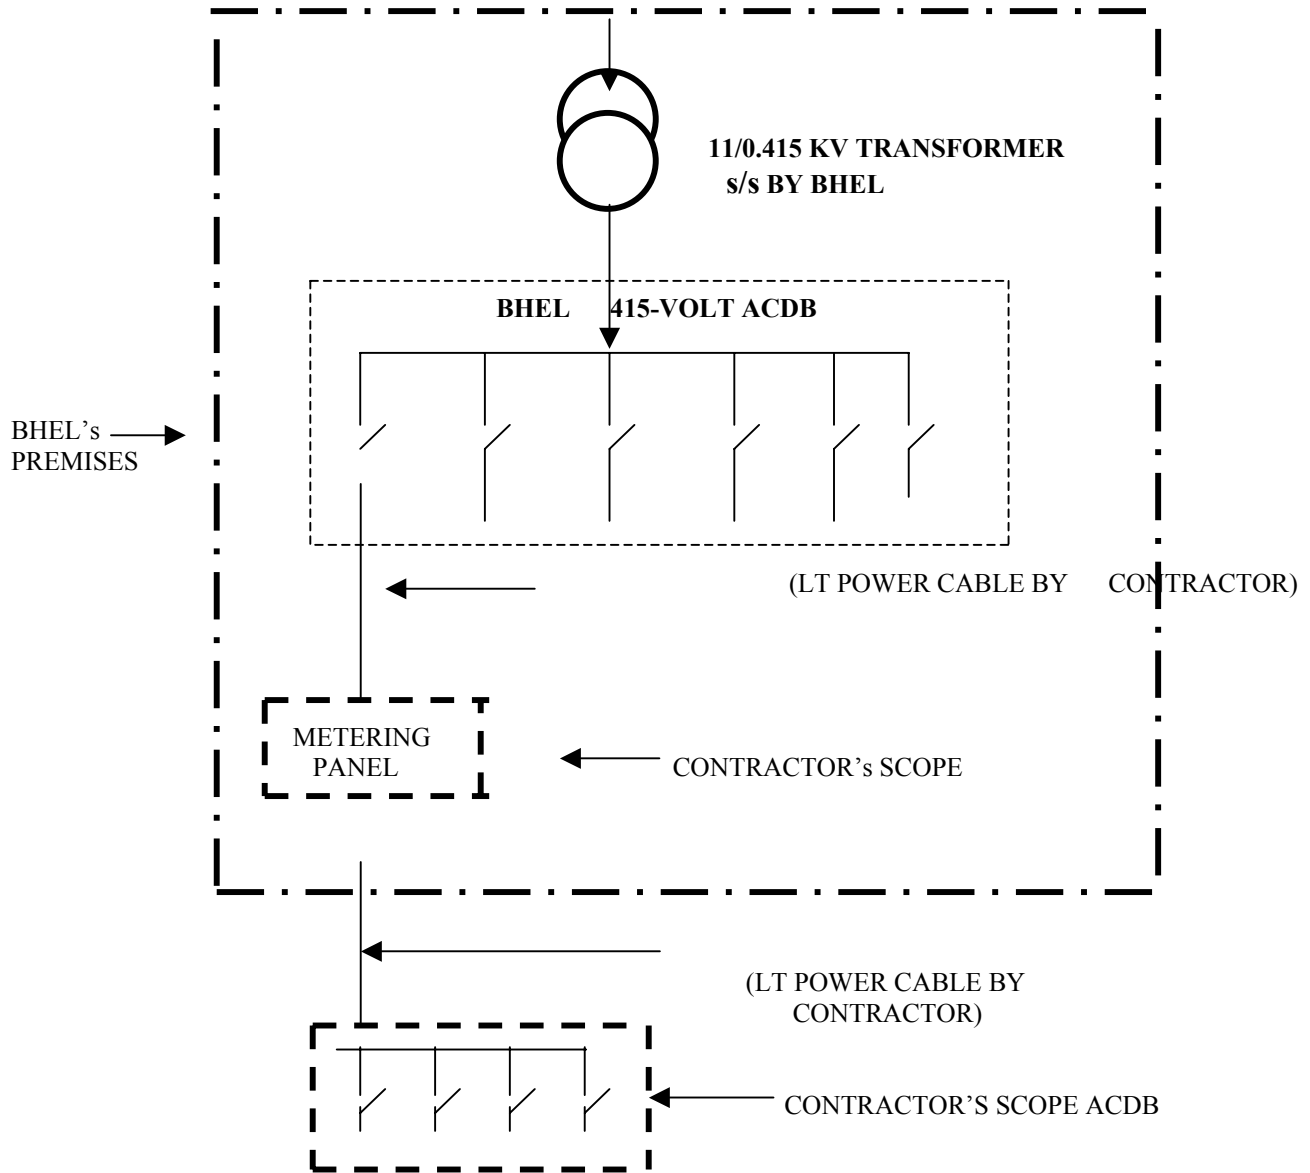 11/0.415 KV TRANSFORMER
s/s BY BHEL
BHEL 415-VOLT ACDB
BHEL’s
PREMISES
(LT POWER CABLE BY CONTRACTOR)
METERING
PANEL
CONTRACTOR’s SCOPE
(LT POWER CABLE BY
CONTRACTOR)
CONTRACTOR’S SCOPE ACDB